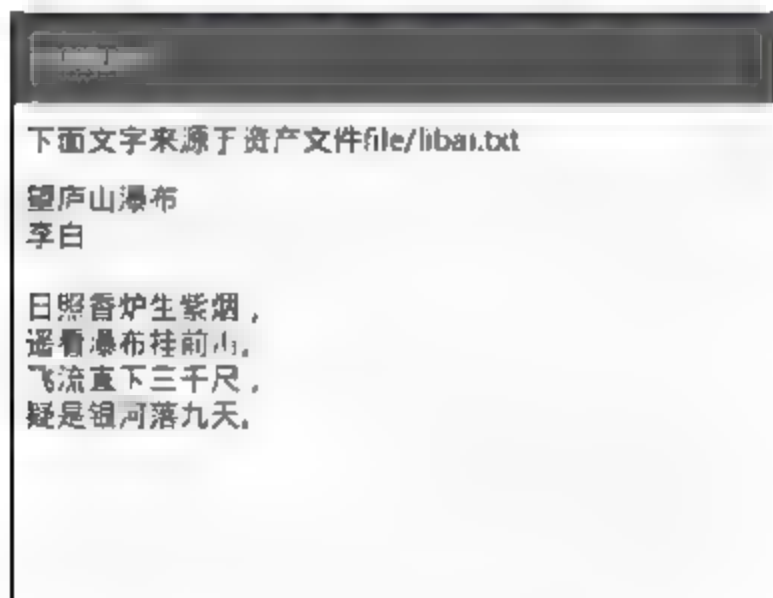 下面文字来源于资产文件file/libai.txt
望庐山瀑布
李白
日照香炉生紫烟，
遥看瀑布挂前山。
飞流直下三千尺，
疑是银河落九天。